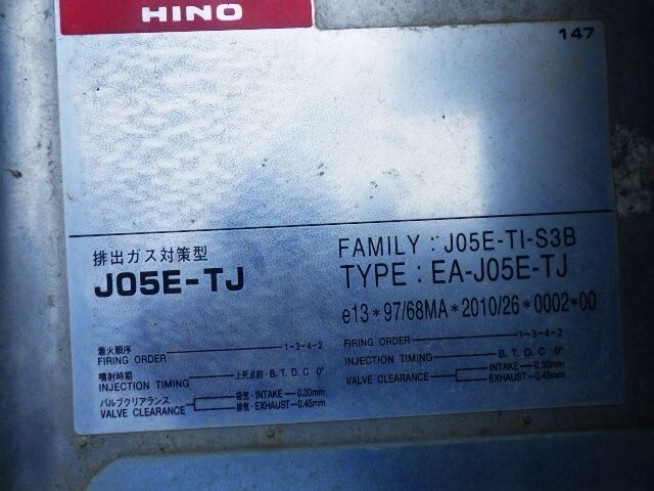 HINO
147
排出ガス対策型
J05E-TJ
FAMILY : J05E-TI-S3B
TYPE : EA-J05E-TJ
e13*97/68MA*2010/26*0002*00
着火順序
FIRING ORDER 1-3-4-2
噴射時期
INJECTION TIMING 上死点前・B. T. D. C 0°
バルブクリアランス
VALVE CLEARANCE
吸気・INTAKE 0.30mm
排気・EXHAUST 0.45mm
FIRING ORDER 1-3-4-2
INJECTION TIMING B. T. D. C 0°
VALVE CLEARANCE
INTAKE 0.30mm
EXHAUST 0.45mm